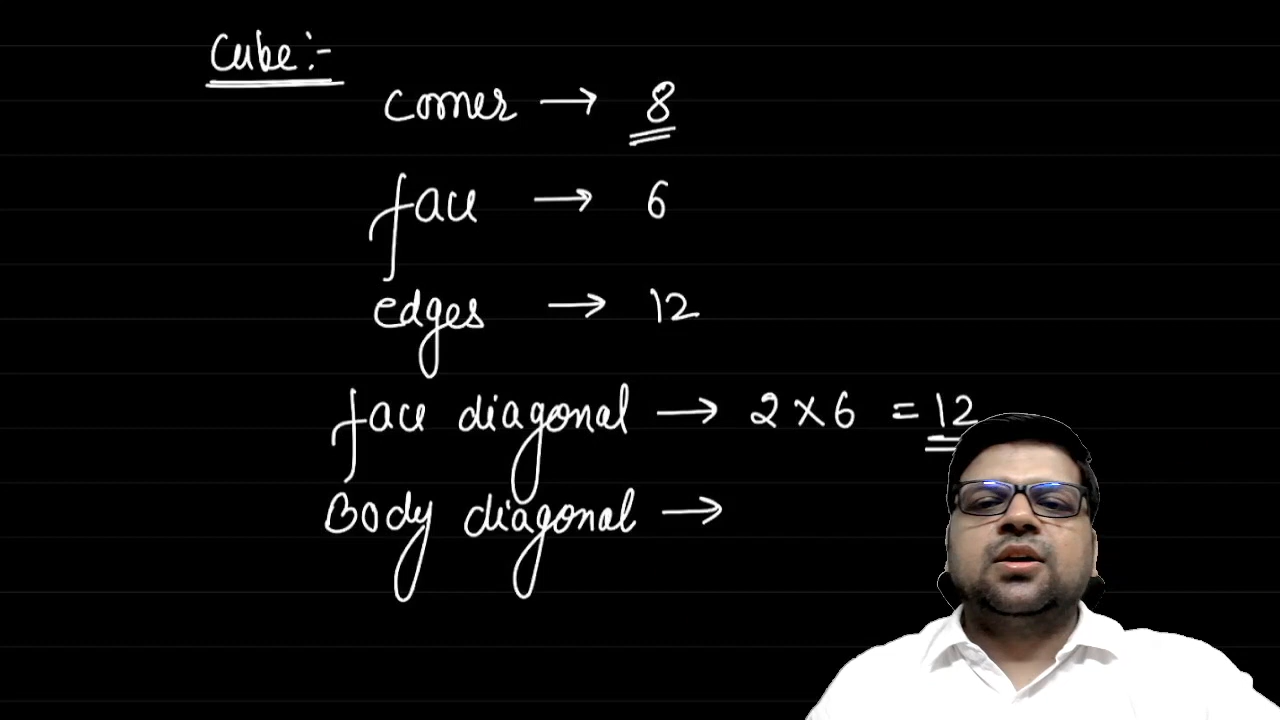 Cube:-
corner → 8
face → 6
edges → 12
face diagonal → 2 × 6 = 12
Body diagonal →